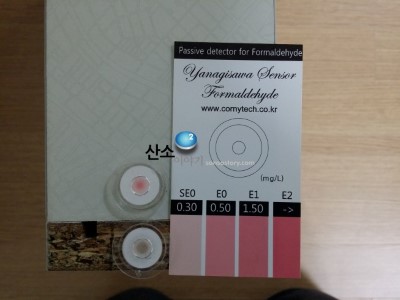 Passive detector for Formaldehyde
Yanagisawa Sensor
Formaldehyde
www.comytech.co.kr
산소
2
(mg/L)
SE0 E0 E1 E2
0.30 0.50 1.50 ->